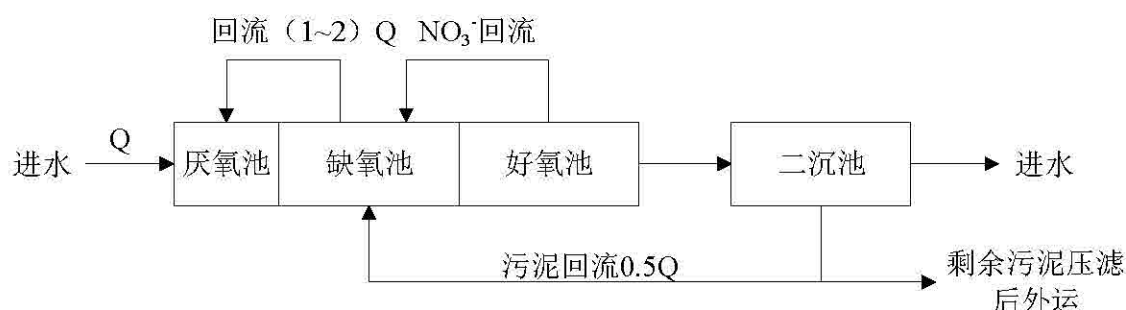 回流（1~2）Q NO₃⁻回流
进水
Q
厌氧池
缺氧池
好氧池
二沉池
进水
污泥回流0.5Q
剩余污泥压滤
后外运